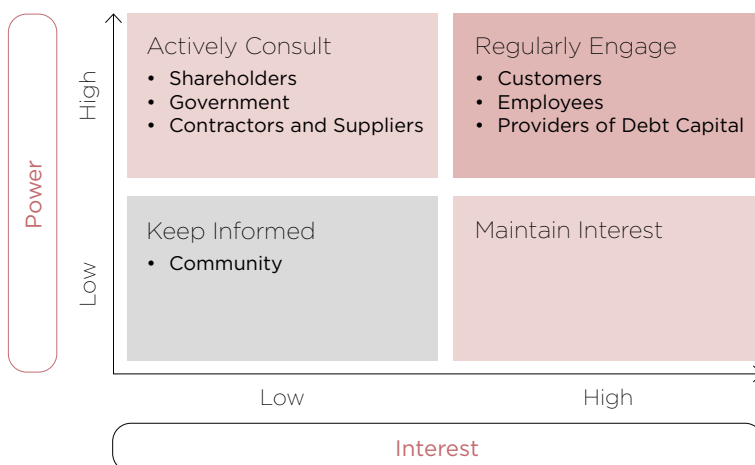 Power
High
Low
Actively Consult
• Shareholders
• Government
• Contractors and Suppliers
Regularly Engage
• Customers
• Employees
• Providers of Debt Capital
Keep Informed
• Community
Maintain Interest
Low
High
Interest